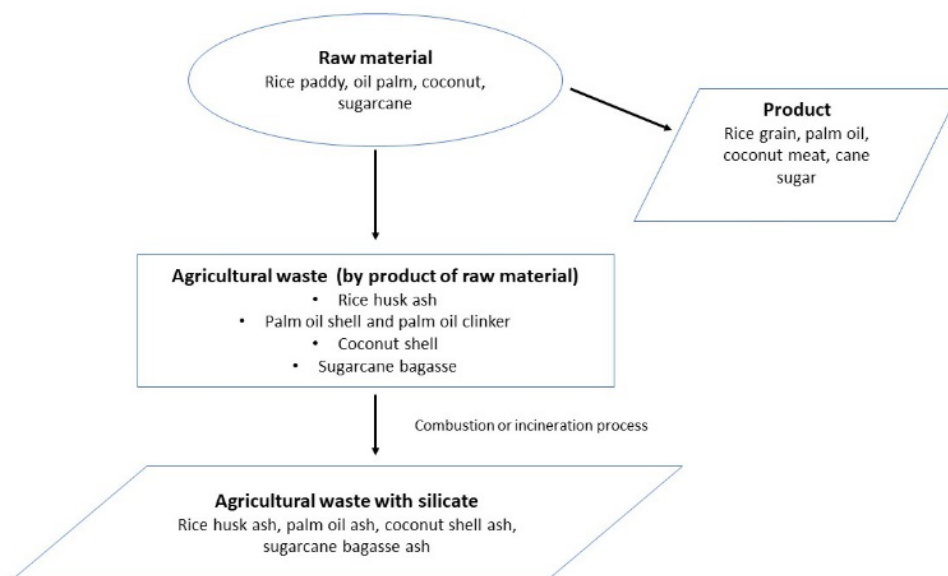 Raw material
Rice paddy, oil palm, coconut,
sugarcane
Product
Rice grain, palm oil,
coconut meat, cane
sugar
Agricultural waste (by product of raw material)
• Rice husk ash
• Palm oil shell and palm oil clinker
• Coconut shell
• Sugarcane bagasse
Combustion or incineration process
Agricultural waste with silicate
Rice husk ash, palm oil ash, coconut shell ash,
sugarcane bagasse ash